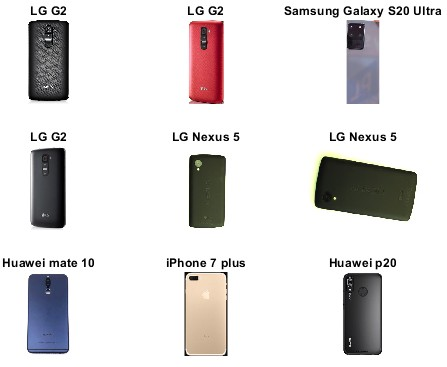 LG G2
LG G2
Samsung Galaxy S20 Ultra
LG G2
LG Nexus 5
LG Nexus 5
Huawei mate 10
iPhone 7 plus
Huawei p20